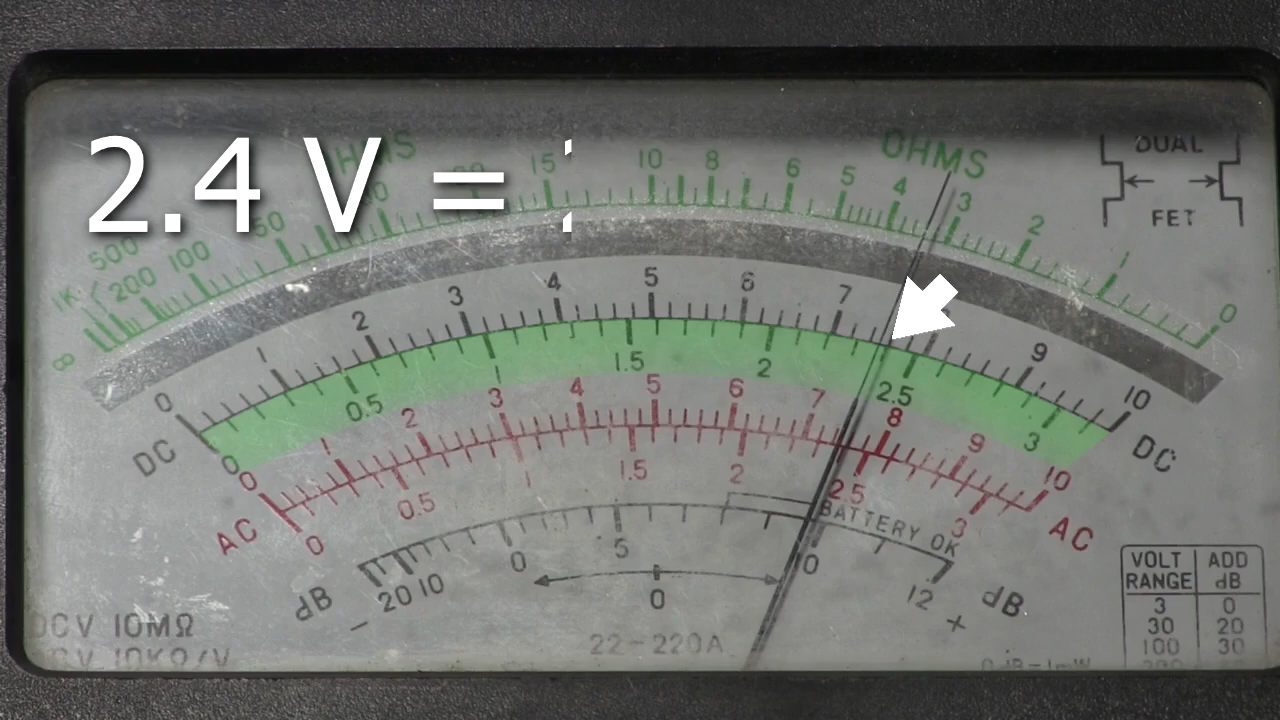 2.4 V =
OHMS
15 10 8 6 5 4 3 2 1 0
50 100 200 500 1K ∞
0 1 2 3 4 5 6 7 9 10
DC DC
0 0.5 1 1.5 2 2.5 3
0 1 2 3 4 5 6 7 8 9 10
AC AC
0 0.5 1 1.5 2 2.5 3
BATTERY OK
20 10 0 5 0 12
dB dB
− +
0
22-220A
DUAL
FET
VOLT RANGE ADD dB
3 0
30 20
100 30
DCV 10MΩ